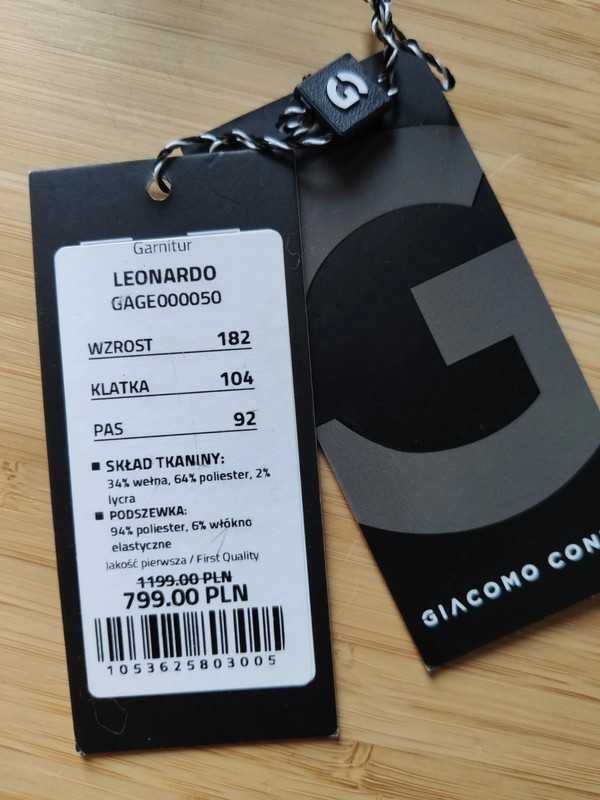 G
Garnitur
LEONARDO
GAGE000050
WZROST 182
KLATKA 104
PAS 92
■ SKŁAD TKANINY:
34% wełna, 64% poliester, 2%
lycra
■ PODSZEWKA:
94% poliester, 6% włókno
elastyczne
Jakość pierwsza / First Quality
1199.00 PLN
799.00 PLN
1053625803005
G
GIACOMO CON